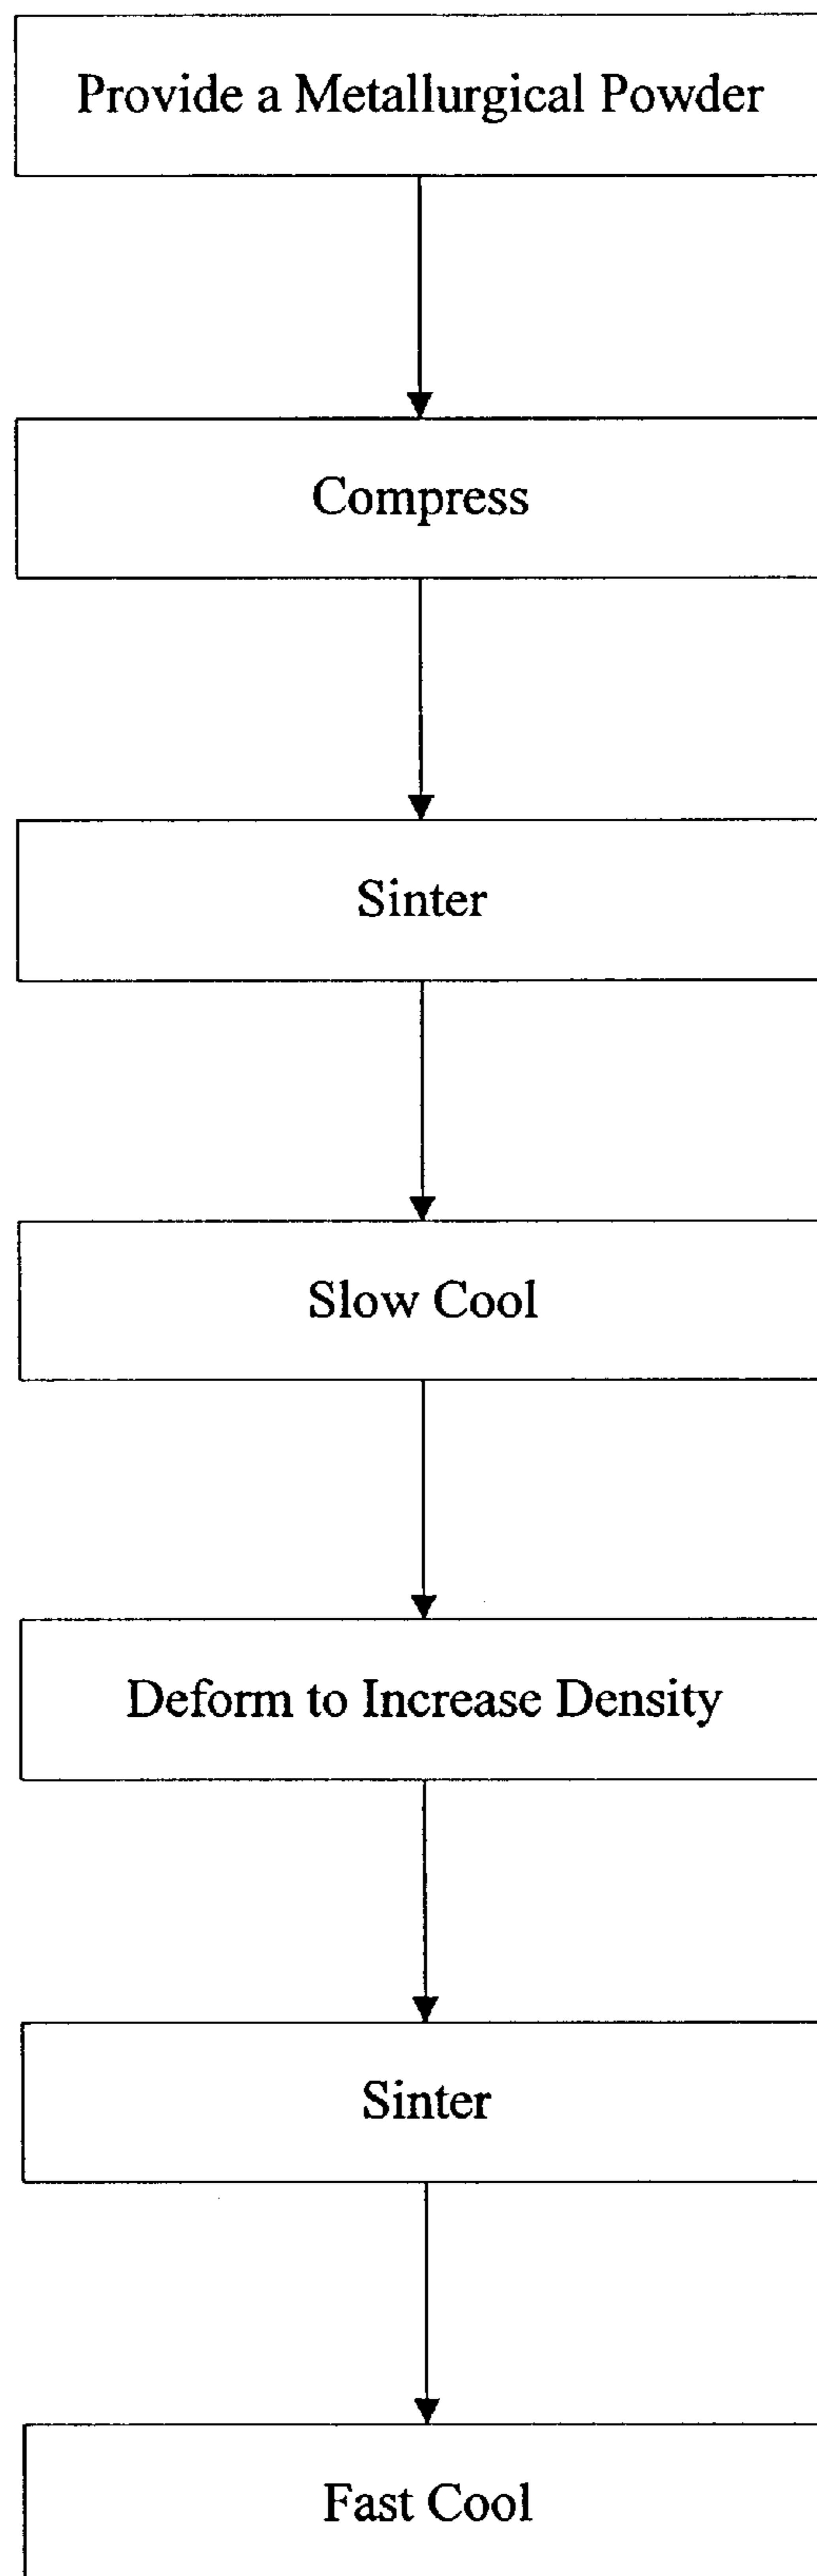 Provide a Metallurgical Powder
Compress
Sinter
Slow Cool
Deform to Increase Density
Sinter
Fast Cool